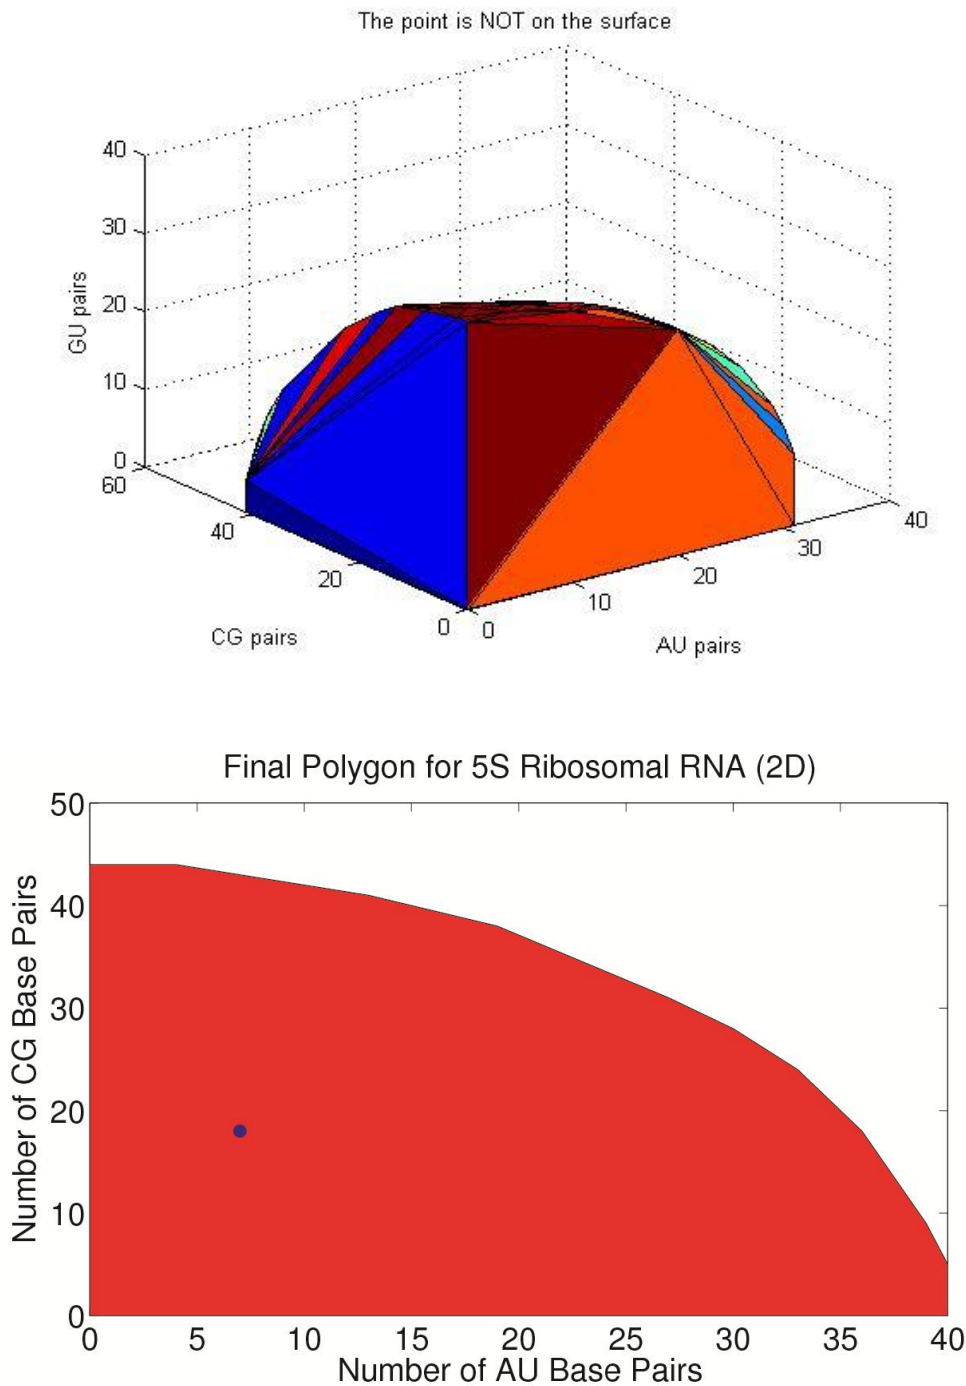 The point is NOT on the surface
40
30
20
10
0
GU pairs
60
40
20
0
CG pairs
0
10
20
30
40
AU pairs
Final Polygon for 5S Ribosomal RNA (2D)
50
40
30
20
10
0
Number of CG Base Pairs
0 5 10 15 20 25 30 35 40
Number of AU Base Pairs